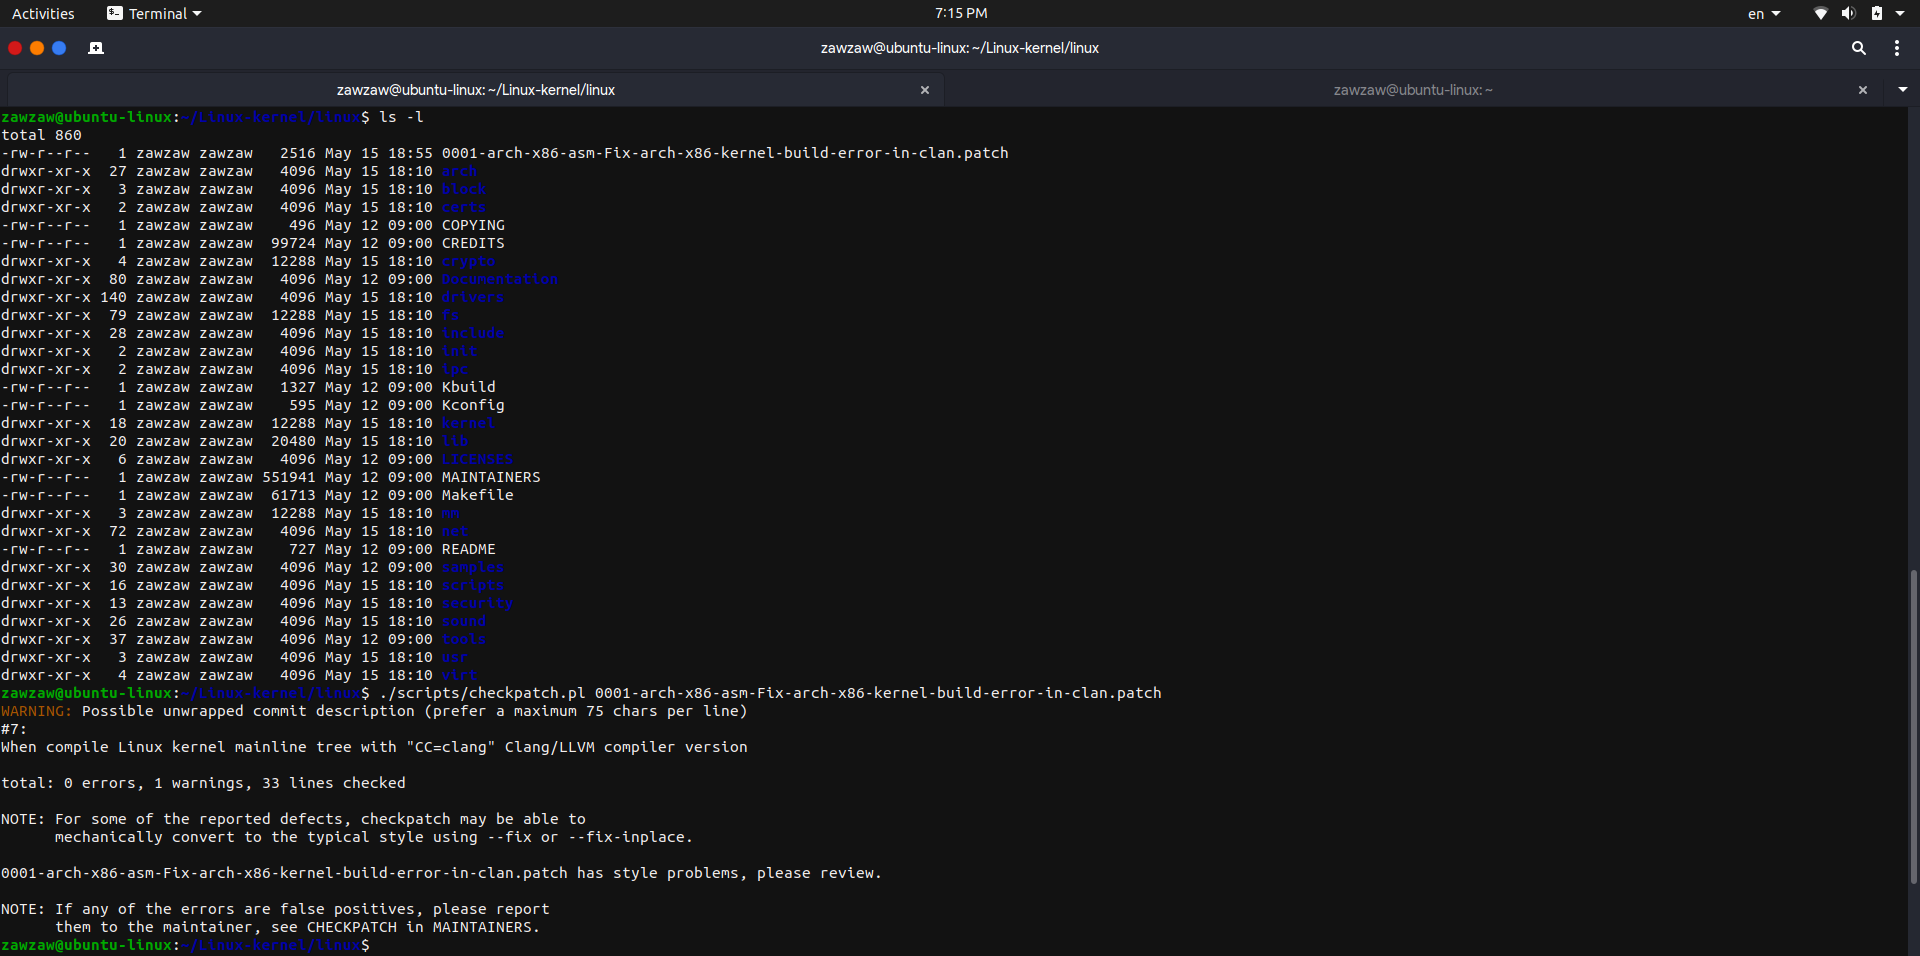 Activities Terminal 7:15 PM en
zawzaw@ubuntu-linux: ~/Linux-kernel/linux
zawzaw@ubuntu-linux: ~/Linux-kernel/linux zawzaw@ubuntu-linux: ~
zawzaw@ubuntu-linux:~/Linux-kernel/linux$ ls -l
total 860
-rw-r--r--   1 zawzaw zawzaw   2516 May 15 18:55 0001-arch-x86-asm-Fix-arch-x86-kernel-build-error-in-clan.patch
drwxr-xr-x  27 zawzaw zawzaw   4096 May 15 18:10 arch
drwxr-xr-x   3 zawzaw zawzaw   4096 May 15 18:10 block
drwxr-xr-x   2 zawzaw zawzaw   4096 May 15 18:10 certs
-rw-r--r--   1 zawzaw zawzaw    496 May 12 09:00 COPYING
-rw-r--r--   1 zawzaw zawzaw  99724 May 12 09:00 CREDITS
drwxr-xr-x   4 zawzaw zawzaw  12288 May 15 18:10 crypto
drwxr-xr-x  80 zawzaw zawzaw   4096 May 12 09:00 Documentation
drwxr-xr-x 140 zawzaw zawzaw   4096 May 15 18:10 drivers
drwxr-xr-x  79 zawzaw zawzaw  12288 May 15 18:10 fs
drwxr-xr-x  28 zawzaw zawzaw   4096 May 15 18:10 include
drwxr-xr-x   2 zawzaw zawzaw   4096 May 15 18:10 init
drwxr-xr-x   2 zawzaw zawzaw   4096 May 15 18:10 ipc
-rw-r--r--   1 zawzaw zawzaw   1327 May 12 09:00 Kbuild
-rw-r--r--   1 zawzaw zawzaw    595 May 12 09:00 Kconfig
drwxr-xr-x  18 zawzaw zawzaw  12288 May 15 18:10 kernel
drwxr-xr-x  20 zawzaw zawzaw  20480 May 15 18:10 lib
drwxr-xr-x   6 zawzaw zawzaw   4096 May 12 09:00 LICENSES
-rw-r--r--   1 zawzaw zawzaw 551941 May 12 09:00 MAINTAINERS
-rw-r--r--   1 zawzaw zawzaw  61713 May 12 09:00 Makefile
drwxr-xr-x   3 zawzaw zawzaw  12288 May 15 18:10 mm
drwxr-xr-x  72 zawzaw zawzaw   4096 May 15 18:10 net
-rw-r--r--   1 zawzaw zawzaw    727 May 12 09:00 README
drwxr-xr-x  30 zawzaw zawzaw   4096 May 12 09:00 samples
drwxr-xr-x  16 zawzaw zawzaw   4096 May 15 18:10 scripts
drwxr-xr-x  13 zawzaw zawzaw   4096 May 15 18:10 security
drwxr-xr-x  26 zawzaw zawzaw   4096 May 15 18:10 sound
drwxr-xr-x  37 zawzaw zawzaw   4096 May 12 09:00 tools
drwxr-xr-x   3 zawzaw zawzaw   4096 May 15 18:10 usr
drwxr-xr-x   4 zawzaw zawzaw   4096 May 15 18:10 virt
zawzaw@ubuntu-linux:~/Linux-kernel/linux$ ./scripts/checkpatch.pl 0001-arch-x86-asm-Fix-arch-x86-kernel-build-error-in-clan.patch
WARNING: Possible unwrapped commit description (prefer a maximum 75 chars per line)
#7:
When compile Linux kernel mainline tree with "CC=clang" Clang/LLVM compiler version
total: 0 errors, 1 warnings, 33 lines checked
NOTE: For some of the reported defects, checkpatch may be able to
      mechanically convert to the typical style using --fix or --fix-inplace.
0001-arch-x86-asm-Fix-arch-x86-kernel-build-error-in-clan.patch has style problems, please review.
NOTE: If any of the errors are false positives, please report
      them to the maintainer, see CHECKPATCH in MAINTAINERS.
zawzaw@ubuntu-linux:~/Linux-kernel/linux$